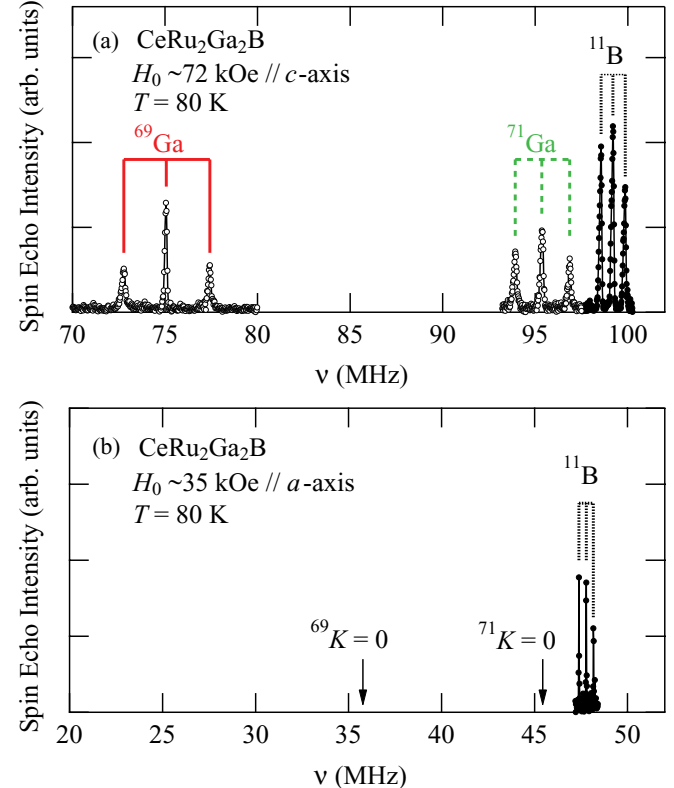 Spin Echo Intensity (arb. units)
(a) CeRu₂Ga₂B
H₀ ~72 kOe // c-axis
T = 80 K
⁶⁹Ga
⁷¹Ga
¹¹B
70 75 80 85 90 95 100
ν (MHz)
Spin Echo Intensity (arb. units)
(b) CeRu₂Ga₂B
H₀ ~35 kOe // a-axis
T = 80 K
¹¹B
⁶⁹K = 0
⁷¹K = 0
20 25 30 35 40 45 50
ν (MHz)